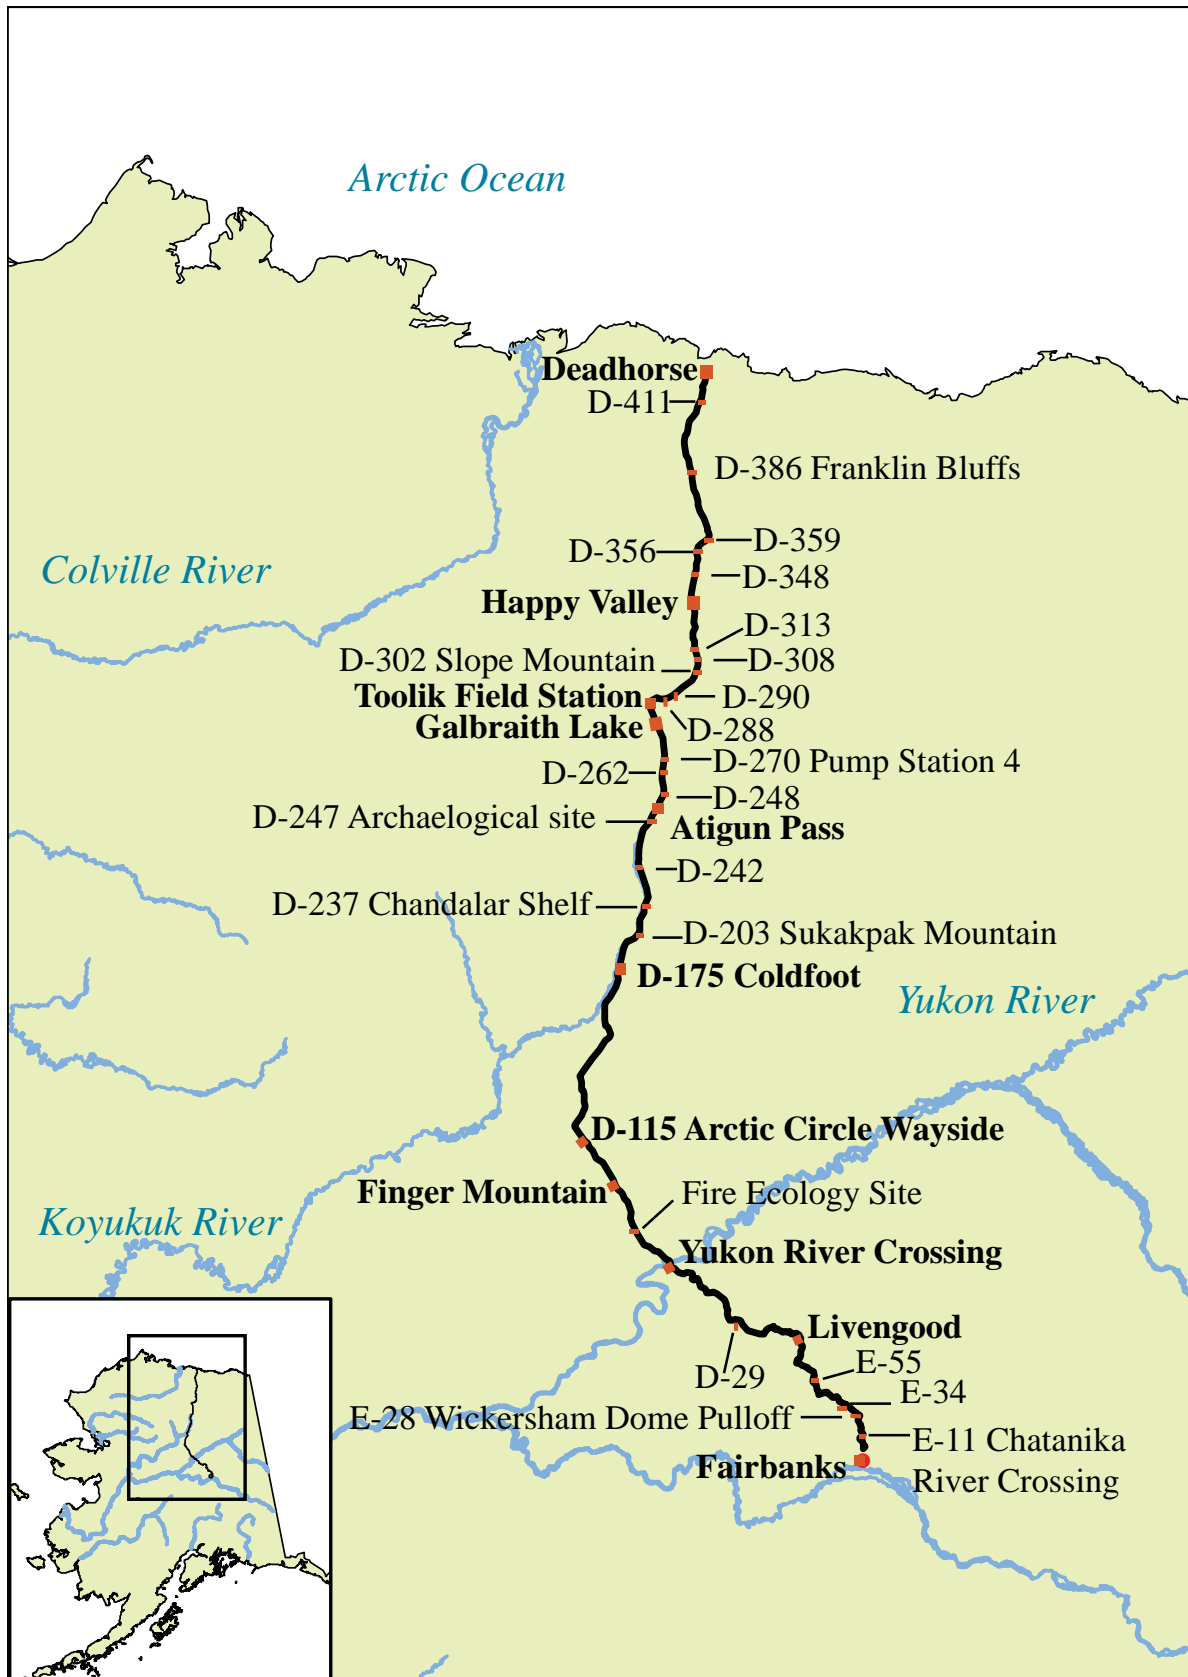 Arctic Ocean
Deadhorse
D-411
D-386 Franklin Bluffs
D-359
D-356
Colville River
D-348
Happy Valley
D-313
D-302 Slope Mountain
D-308
Toolik Field Station
D-290
Galbraith Lake
D-288
D-270 Pump Station 4
D-262
D-248
D-247 Archaelogical site
Atigun Pass
D-242
D-237 Chandalar Shelf
D-203 Sukakpak Mountain
D-175 Coldfoot
Yukon River
D-115 Arctic Circle Wayside
Finger Mountain
Fire Ecology Site
Koyukuk River
Yukon River Crossing
Livengood
E-55
D-29
E-34
E-28 Wickersham Dome Pulloff
E-11 Chatanika
River Crossing
Fairbanks